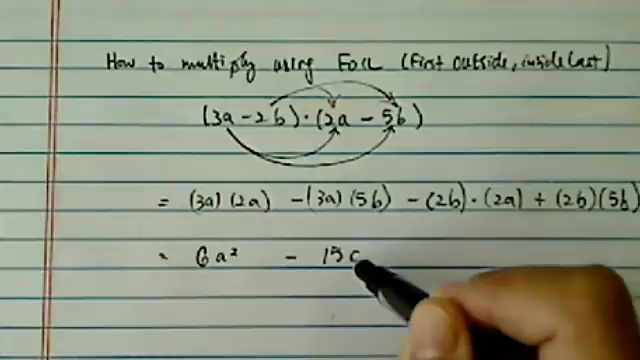 How to multiply using FOIL (First outside, inside last)
(3a - 2b) · (2a - 5b)
= (3a)(2a) - (3a)(5b) - (2b) · (2a) + (2b)(5b)
= 6a² - 15